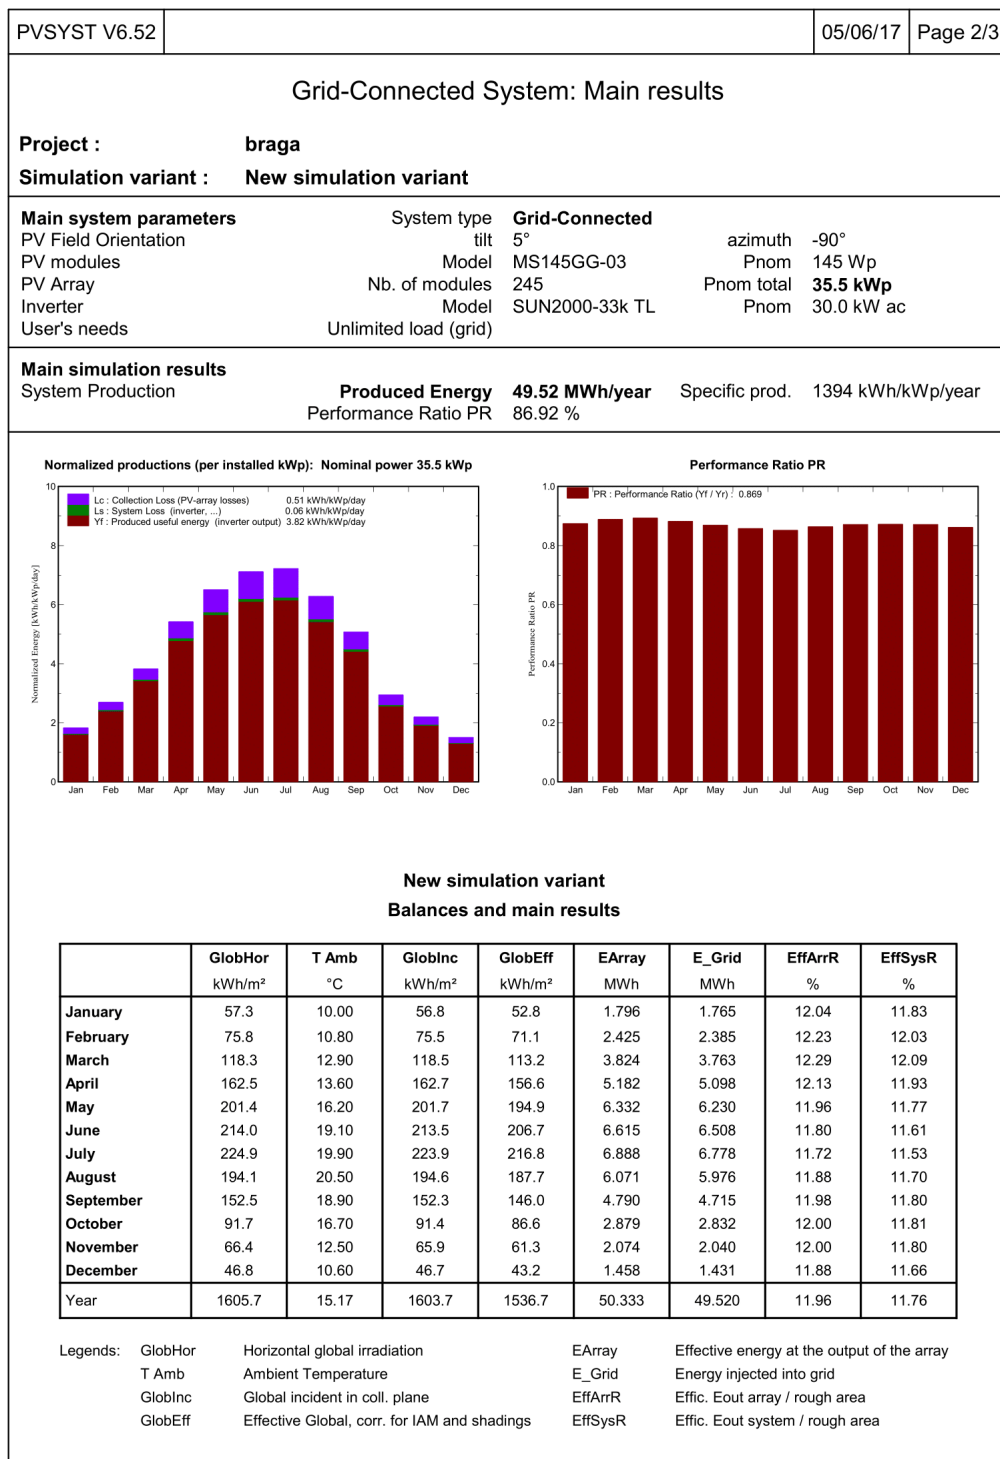 PVSYST V6.52 05/06/17 Page 2/3
Grid-Connected System: Main results
Project : braga
Simulation variant : New simulation variant
Main system parameters System type Grid-Connected
PV Field Orientation tilt 5° azimuth -90°
PV modules Model MS145GG-03 Pnom 145 Wp
PV Array Nb. of modules 245 Pnom total 35.5 kWp
Inverter Model SUN2000-33k TL Pnom 30.0 kW ac
User's needs Unlimited load (grid)
Main simulation results
System Production Produced Energy 49.52 MWh/year Specific prod. 1394 kWh/kWp/year
Performance Ratio PR 86.92 %
Normalized productions (per installed kWp): Nominal power 35.5 kWp
Lc : Collection Loss (PV-array losses) 0.51 kWh/kWp/day
Ls : System Loss (inverter, ...) 0.06 kWh/kWp/day
Yf : Produced useful energy (inverter output) 3.82 kWh/kWp/day
Normalized Energy [kWh/kWp/day]
10
8
6
4
2
0
Jan Feb Mar Apr May Jun Jul Aug Sep Oct Nov Dec
Performance Ratio PR
PR : Performance Ratio (Yf / Yr) : 0.869
Performance Ratio PR
1.0
0.8
0.6
0.4
0.2
0.0
Jan Feb Mar Apr May Jun Jul Aug Sep Oct Nov Dec
New simulation variant
Balances and main results
GlobHor T Amb GlobInc GlobEff EArray E_Grid EffArrR EffSysR
kWh/m² °C kWh/m² kWh/m² MWh MWh % %
January 57.3 10.00 56.8 52.8 1.796 1.765 12.04 11.83
February 75.8 10.80 75.5 71.1 2.425 2.385 12.23 12.03
March 118.3 12.90 118.5 113.2 3.824 3.763 12.29 12.09
April 162.5 13.60 162.7 156.6 5.182 5.098 12.13 11.93
May 201.4 16.20 201.7 194.9 6.332 6.230 11.96 11.77
June 214.0 19.10 213.5 206.7 6.615 6.508 11.80 11.61
July 224.9 19.90 223.9 216.8 6.888 6.778 11.72 11.53
August 194.1 20.50 194.6 187.7 6.071 5.976 11.88 11.70
September 152.5 18.90 152.3 146.0 4.790 4.715 11.98 11.80
October 91.7 16.70 91.4 86.6 2.879 2.832 12.00 11.81
November 66.4 12.50 65.9 61.3 2.074 2.040 12.00 11.80
December 46.8 10.60 46.7 43.2 1.458 1.431 11.88 11.66
Year 1605.7 15.17 1603.7 1536.7 50.333 49.520 11.96 11.76
Legends: GlobHor Horizontal global irradiation EArray Effective energy at the output of the array
T Amb Ambient Temperature E_Grid Energy injected into grid
GlobInc Global incident in coll. plane EffArrR Effic. Eout array / rough area
GlobEff Effective Global, corr. for IAM and shadings EffSysR Effic. Eout system / rough area